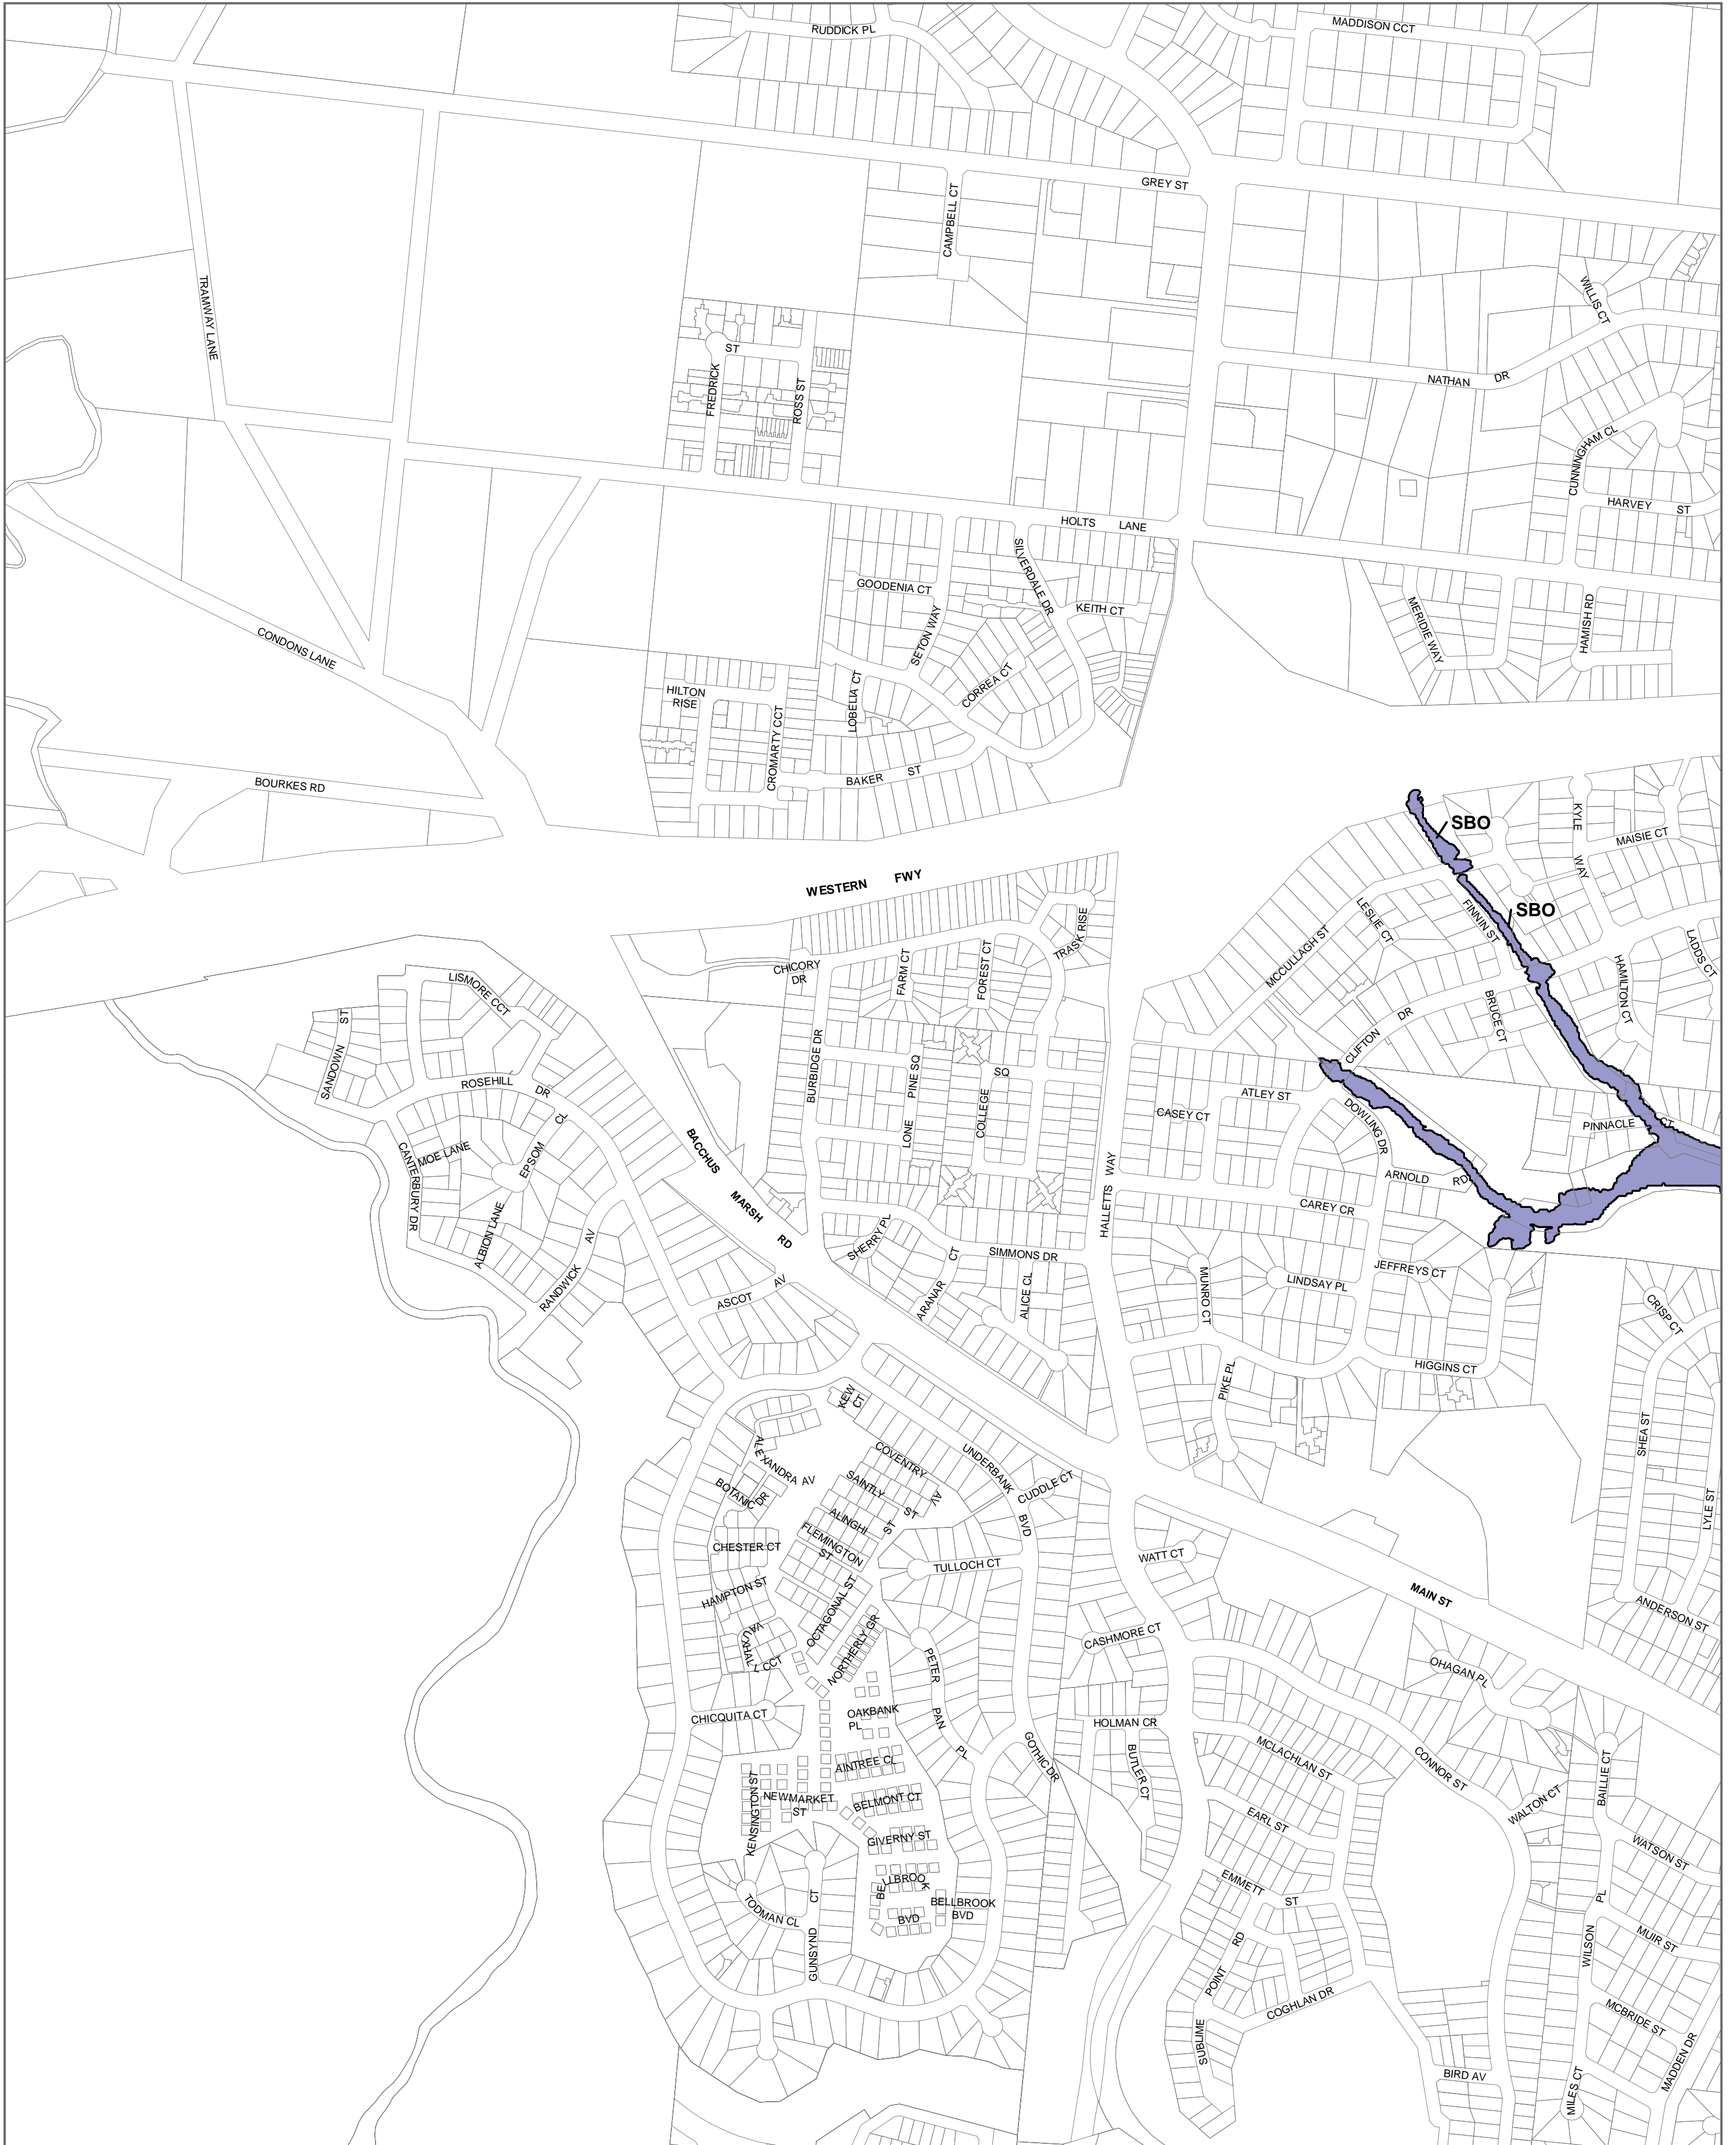 RUDDICK PL
MADDISON CCT
GREY ST
CAMPBELL CT
TRAMWAY LANE
WILLIS CT
ST
FREDRICK
ROSS ST
NATHAN DR
CUNNINGHAM CL
HARVEY ST
HOLTS LANE
SILVERDALE DR
GOODENIA CT
KEITH CT
SETON WAY
MERIDIE WAY
HAMISH RD
CONDONS LANE
CORREA CT
HILTON
RISE
LOBELIA CT
CROMARTY CCT
BAKER ST
BOURKES RD
KYLE
WAY
MAISIE CT
SBO
WESTERN FWY
SBO
FINNIN ST
LESLIE CT
TRASK RISE
MCCULLAGH ST
LADDS CT
CHICORY
DR
FARM CT
FOREST CT
LISMORE CCT
HAMILTON CT
BRUCE CT
CLIFTON DR
SANDOWN ST
BURBIDGE DR
LONE PINE SQ
COLLEGE
SQ
ROSEHILL DR
ATLEY ST
CASEY CT
DOWLING DR
PINNACLE
MOE LANE
EPSOM CL
CANTERBURY DR
BACCHUS MARSH RD
HALLETTS WAY
ARNOLD RD
CAREY CR
ALBION LANE
RANDWICK AV
SHERRY PL
SIMMONS DR
ARANAR CT
ALICE CL
MUNRO CT
LINDSAY PL
JEFFREYS CT
ASCOT AV
CRISP CT
HIGGINS CT
PIKE PL
KEW
CT
SHEA ST
LYLE ST
ALEXANDRA AV
COVENTRY
AV
UNDERBANK
BVD
CUDDLE CT
BOTANIC DR
SAINTLY
ST
ALINGHI
ST
FLEMINGTON
ST
CHESTER CT
TULLOCH CT
WATT CT
MAIN ST
HAMPTON ST
OCTAGONAL ST
NORTHERLY GR
ANDERSON ST
VAUXHALL CCT
CASHMORE CT
PETER PAN PL
OHAGAN PL
CHICQUITA CT
OAKBANK
PL
HOLMAN CR
BUTLER CT
GOTHIC DR
MCLACHLAN ST
CONNOR ST
AINTREE CL
KENSINGTON ST
NEWMARKET
ST
BELMONT CT
WALTON CT
BAILLIE CT
GIVERNY ST
EARL ST
WATSON ST
BELLBROOK
BVD
BELLBROOK
BVD
EMMETT
ST
TODMAN CL
GUNSYND CT
WILSON PL
MUIR ST
SUBLIME POINT RD
COGHLAN DR
MCBRIDE ST
MADDEN DR
BIRD AV
MILES CT